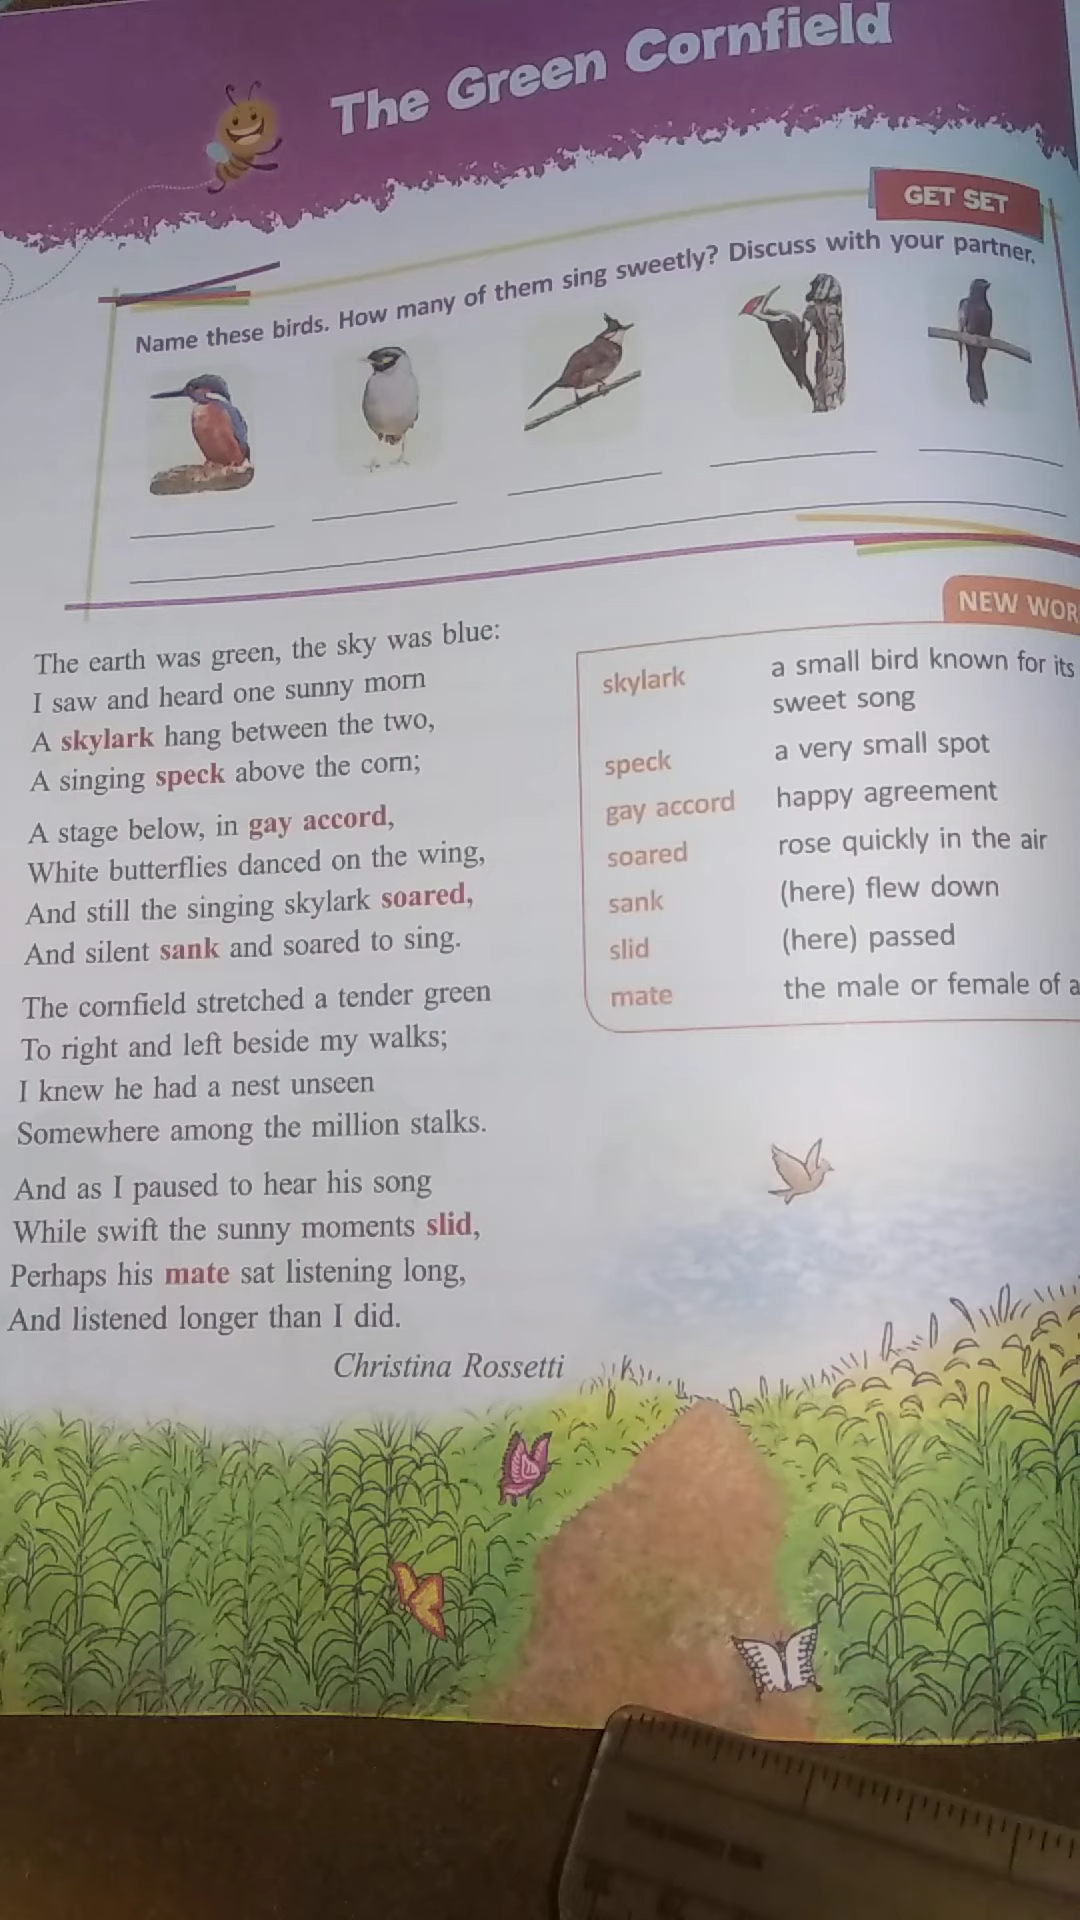 The Green Cornfield
GET SET
Name these birds. How many of them sing sweetly? Discuss with your partner.
The earth was green, the sky was blue:
I saw and heard one sunny morn
A skylark hang between the two,
A singing speck above the corn;
A stage below, in gay accord,
White butterflies danced on the wing,
And still the singing skylark soared,
And silent sank and soared to sing.
The cornfield stretched a tender green
To right and left beside my walks;
I knew he had a nest unseen
Somewhere among the million stalks.
And as I paused to hear his song
While swift the sunny moments slid,
Perhaps his mate sat listening long,
And listened longer than I did.
Christina Rossetti
NEW WOR
skylark a small bird known for its
sweet song
speck a very small spot
gay accord happy agreement
soared rose quickly in the air
sank (here) flew down
slid (here) passed
mate the male or female of a